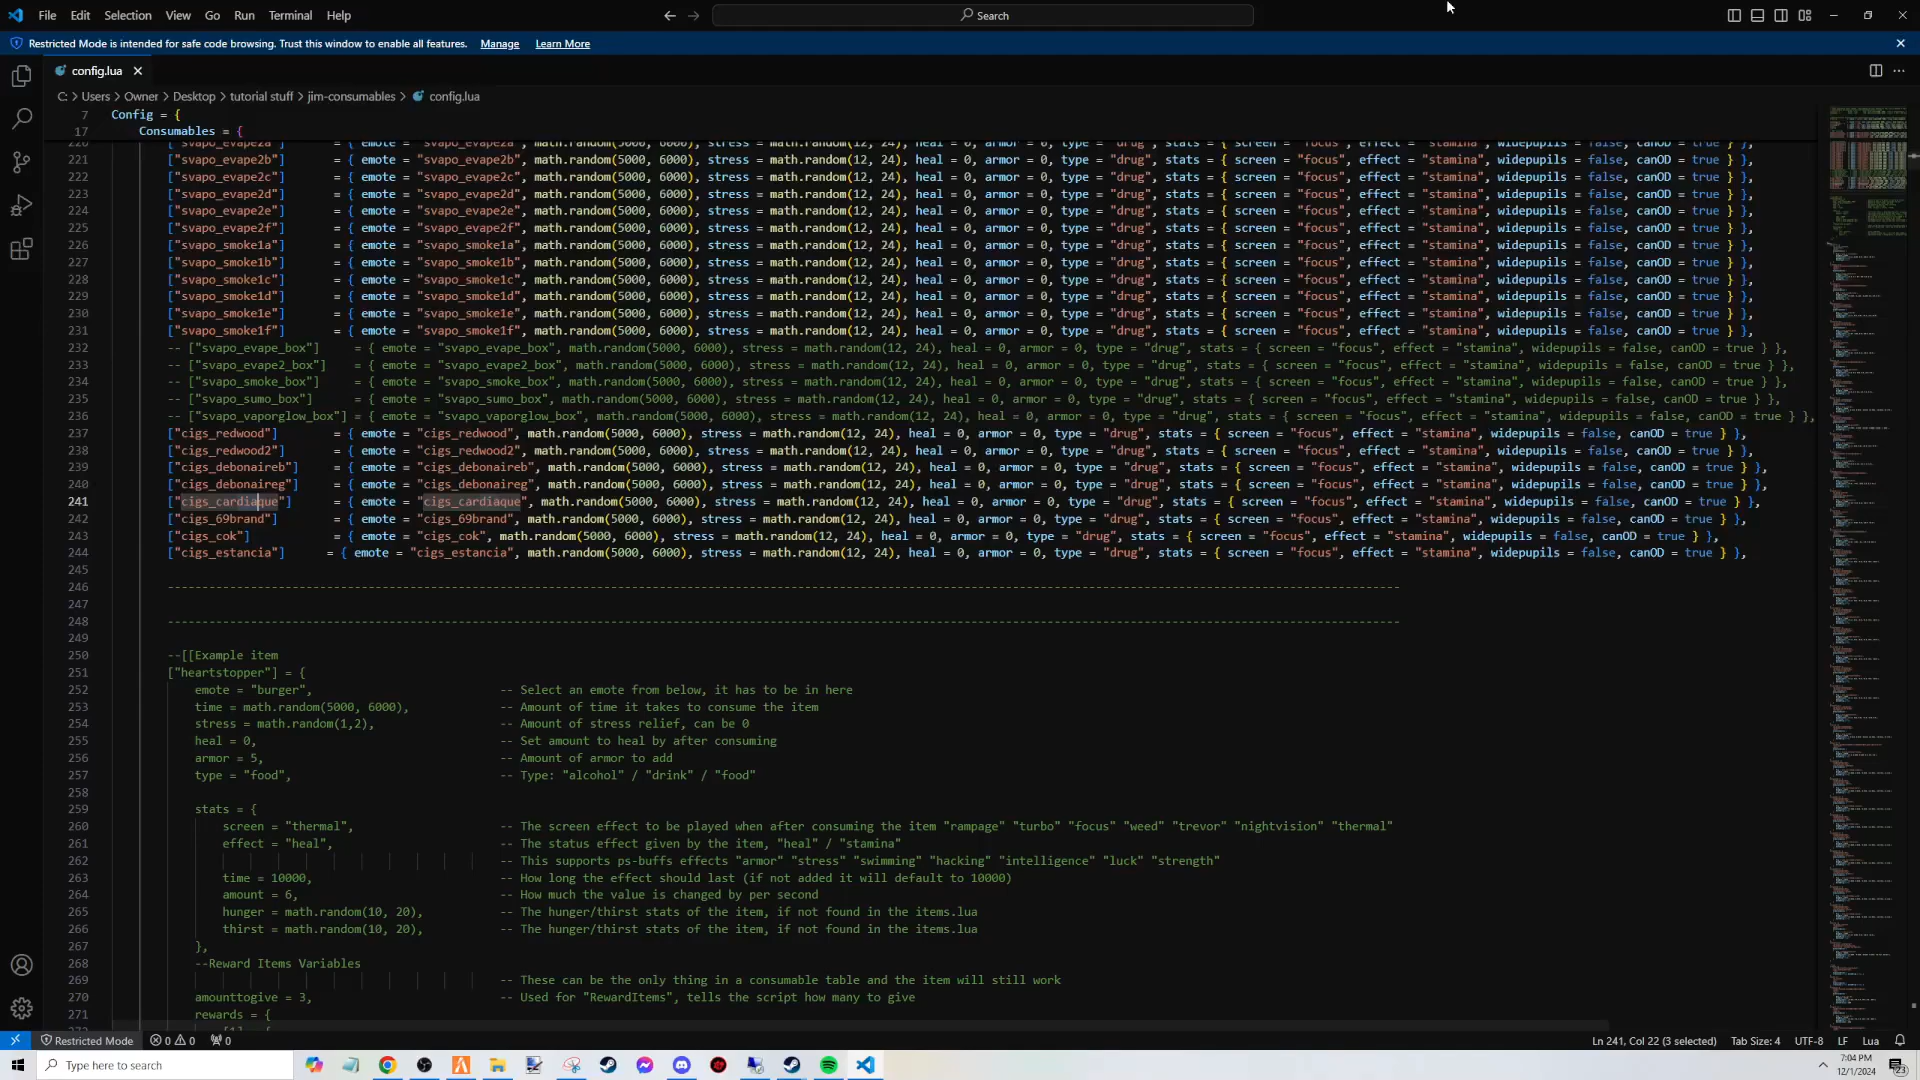 File Edit Selection View Go Run Terminal Help Search
Restricted Mode is intended for safe code browsing. Trust this window to enable all features. Manage Learn More
config.lua
C: > Users > Owner > Desktop > tutorial stuff > jim-consumables > config.lua
7 Config = {
17 Consumables = {
220 ["svapo_evape2a"] = { emote = "svapo_evape2a", math.random(5000, 6000), stress = math.random(12, 24), heal = 0, armor = 0, type = "drug", stats = { screen = "focus", effect = "stamina", widepupils = false, canOD = true } },
221 ["svapo_evape2b"] = { emote = "svapo_evape2b", math.random(5000, 6000), stress = math.random(12, 24), heal = 0, armor = 0, type = "drug", stats = { screen = "focus", effect = "stamina", widepupils = false, canOD = true } },
222 ["svapo_evape2c"] = { emote = "svapo_evape2c", math.random(5000, 6000), stress = math.random(12, 24), heal = 0, armor = 0, type = "drug", stats = { screen = "focus", effect = "stamina", widepupils = false, canOD = true } },
223 ["svapo_evape2d"] = { emote = "svapo_evape2d", math.random(5000, 6000), stress = math.random(12, 24), heal = 0, armor = 0, type = "drug", stats = { screen = "focus", effect = "stamina", widepupils = false, canOD = true } },
224 ["svapo_evape2e"] = { emote = "svapo_evape2e", math.random(5000, 6000), stress = math.random(12, 24), heal = 0, armor = 0, type = "drug", stats = { screen = "focus", effect = "stamina", widepupils = false, canOD = true } },
225 ["svapo_evape2f"] = { emote = "svapo_evape2f", math.random(5000, 6000), stress = math.random(12, 24), heal = 0, armor = 0, type = "drug", stats = { screen = "focus", effect = "stamina", widepupils = false, canOD = true } },
226 ["svapo_smoke1a"] = { emote = "svapo_smoke1a", math.random(5000, 6000), stress = math.random(12, 24), heal = 0, armor = 0, type = "drug", stats = { screen = "focus", effect = "stamina", widepupils = false, canOD = true } },
227 ["svapo_smoke1b"] = { emote = "svapo_smoke1b", math.random(5000, 6000), stress = math.random(12, 24), heal = 0, armor = 0, type = "drug", stats = { screen = "focus", effect = "stamina", widepupils = false, canOD = true } },
228 ["svapo_smoke1c"] = { emote = "svapo_smoke1c", math.random(5000, 6000), stress = math.random(12, 24), heal = 0, armor = 0, type = "drug", stats = { screen = "focus", effect = "stamina", widepupils = false, canOD = true } },
229 ["svapo_smoke1d"] = { emote = "svapo_smoke1d", math.random(5000, 6000), stress = math.random(12, 24), heal = 0, armor = 0, type = "drug", stats = { screen = "focus", effect = "stamina", widepupils = false, canOD = true } },
230 ["svapo_smoke1e"] = { emote = "svapo_smoke1e", math.random(5000, 6000), stress = math.random(12, 24), heal = 0, armor = 0, type = "drug", stats = { screen = "focus", effect = "stamina", widepupils = false, canOD = true } },
231 ["svapo_smoke1f"] = { emote = "svapo_smoke1f", math.random(5000, 6000), stress = math.random(12, 24), heal = 0, armor = 0, type = "drug", stats = { screen = "focus", effect = "stamina", widepupils = false, canOD = true } },
232 -- ["svapo_evape_box"] = { emote = "svapo_evape_box", math.random(5000, 6000), stress = math.random(12, 24), heal = 0, armor = 0, type = "drug", stats = { screen = "focus", effect = "stamina", widepupils = false, canOD = true } },
233 -- ["svapo_evape2_box"] = { emote = "svapo_evape2_box", math.random(5000, 6000), stress = math.random(12, 24), heal = 0, armor = 0, type = "drug", stats = { screen = "focus", effect = "stamina", widepupils = false, canOD = true } },
234 -- ["svapo_smoke_box"] = { emote = "svapo_smoke_box", math.random(5000, 6000), stress = math.random(12, 24), heal = 0, armor = 0, type = "drug", stats = { screen = "focus", effect = "stamina", widepupils = false, canOD = true } },
235 -- ["svapo_sumo_box"] = { emote = "svapo_sumo_box", math.random(5000, 6000), stress = math.random(12, 24), heal = 0, armor = 0, type = "drug", stats = { screen = "focus", effect = "stamina", widepupils = false, canOD = true } },
236 -- ["svapo_vaporglow_box"] = { emote = "svapo_vaporglow_box", math.random(5000, 6000), stress = math.random(12, 24), heal = 0, armor = 0, type = "drug", stats = { screen = "focus", effect = "stamina", widepupils = false, canOD = true } },
237 ["cigs_redwood"] = { emote = "cigs_redwood", math.random(5000, 6000), stress = math.random(12, 24), heal = 0, armor = 0, type = "drug", stats = { screen = "focus", effect = "stamina", widepupils = false, canOD = true } },
238 ["cigs_redwood2"] = { emote = "cigs_redwood2", math.random(5000, 6000), stress = math.random(12, 24), heal = 0, armor = 0, type = "drug", stats = { screen = "focus", effect = "stamina", widepupils = false, canOD = true } },
239 ["cigs_debonaireb"] = { emote = "cigs_debonaireb", math.random(5000, 6000), stress = math.random(12, 24), heal = 0, armor = 0, type = "drug", stats = { screen = "focus", effect = "stamina", widepupils = false, canOD = true } },
240 ["cigs_debonaireg"] = { emote = "cigs_debonaireg", math.random(5000, 6000), stress = math.random(12, 24), heal = 0, armor = 0, type = "drug", stats = { screen = "focus", effect = "stamina", widepupils = false, canOD = true } },
241 ["cigs_cardiaque"] = { emote = "cigs_cardiaque", math.random(5000, 6000), stress = math.random(12, 24), heal = 0, armor = 0, type = "drug", stats = { screen = "focus", effect = "stamina", widepupils = false, canOD = true } },
242 ["cigs_69brand"] = { emote = "cigs_69brand", math.random(5000, 6000), stress = math.random(12, 24), heal = 0, armor = 0, type = "drug", stats = { screen = "focus", effect = "stamina", widepupils = false, canOD = true } },
243 ["cigs_cok"] = { emote = "cigs_cok", math.random(5000, 6000), stress = math.random(12, 24), heal = 0, armor = 0, type = "drug", stats = { screen = "focus", effect = "stamina", widepupils = false, canOD = true } },
244 ["cigs_estancia"] = { emote = "cigs_estancia", math.random(5000, 6000), stress = math.random(12, 24), heal = 0, armor = 0, type = "drug", stats = { screen = "focus", effect = "stamina", widepupils = false, canOD = true } },
245
246 ----------------------------------------
247
248 ----------------------------------------
249
250 --[[Example item
251 ["heartstopper"] = {
252 emote = "burger", -- Select an emote from below, it has to be in here
253 time = math.random(5000, 6000), -- Amount of time it takes to consume the item
254 stress = math.random(1,2), -- Amount of stress relief, can be 0
255 heal = 0, -- Set amount to heal by after consuming
256 armor = 5, -- Amount of armor to add
257 type = "food", -- Type: "alcohol" / "drink" / "food"
258
259 stats = {
260 screen = "thermal", -- The screen effect to be played when after consuming the item "rampage" "turbo" "focus" "weed" "trevor" "nightvision" "thermal"
261 effect = "heal", -- The status effect given by the item, "heal" / "stamina"
262 -- This supports ps-buffs effects "armor" "stress" "swimming" "hacking" "intelligence" "luck" "strength"
263 time = 10000, -- How long the effect should last (if not added it will default to 10000)
264 amount = 6, -- How much the value is changed by per second
265 hunger = math.random(10, 20), -- The hunger/thirst stats of the item, if not found in the items.lua
266 thirst = math.random(10, 20), -- The hunger/thirst stats of the item, if not found in the items.lua
267 },
268 --Reward Items Variables
269 -- These can be the only thing in a consumable table and the item will still work
270 amounttogive = 3, -- Used for "RewardItems", tells the script how many to give
271 rewards = {
272 [1] = {
Restricted Mode 0 0 0 Ln 241, Col 22 (3 selected) Tab Size: 4 UTF-8 LF Lua
Type here to search 7:04 PM
12/1/2024 23